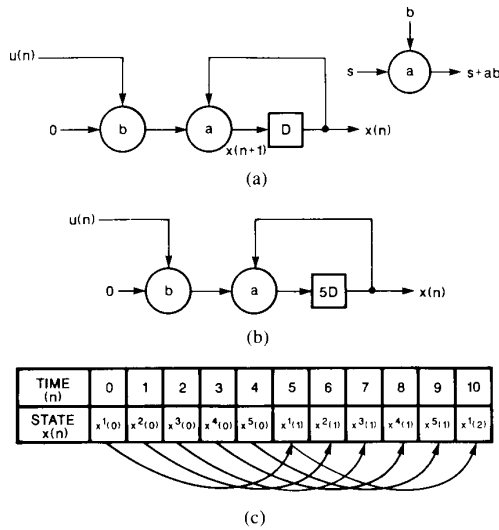 b
u(n)
s a s+ab
0 b a D x(n)
x(n+1)
(a)
u(n)
0 b a 5D x(n)
(b)
TIME (n) 0 1 2 3 4 5 6 7 8 9 10
STATE x(n) x¹(0) x²(0) x³(0) x⁴(0) x⁵(0) x¹(1) x²(1) x³(1) x⁴(1) x⁵(1) x¹(2)
(c)